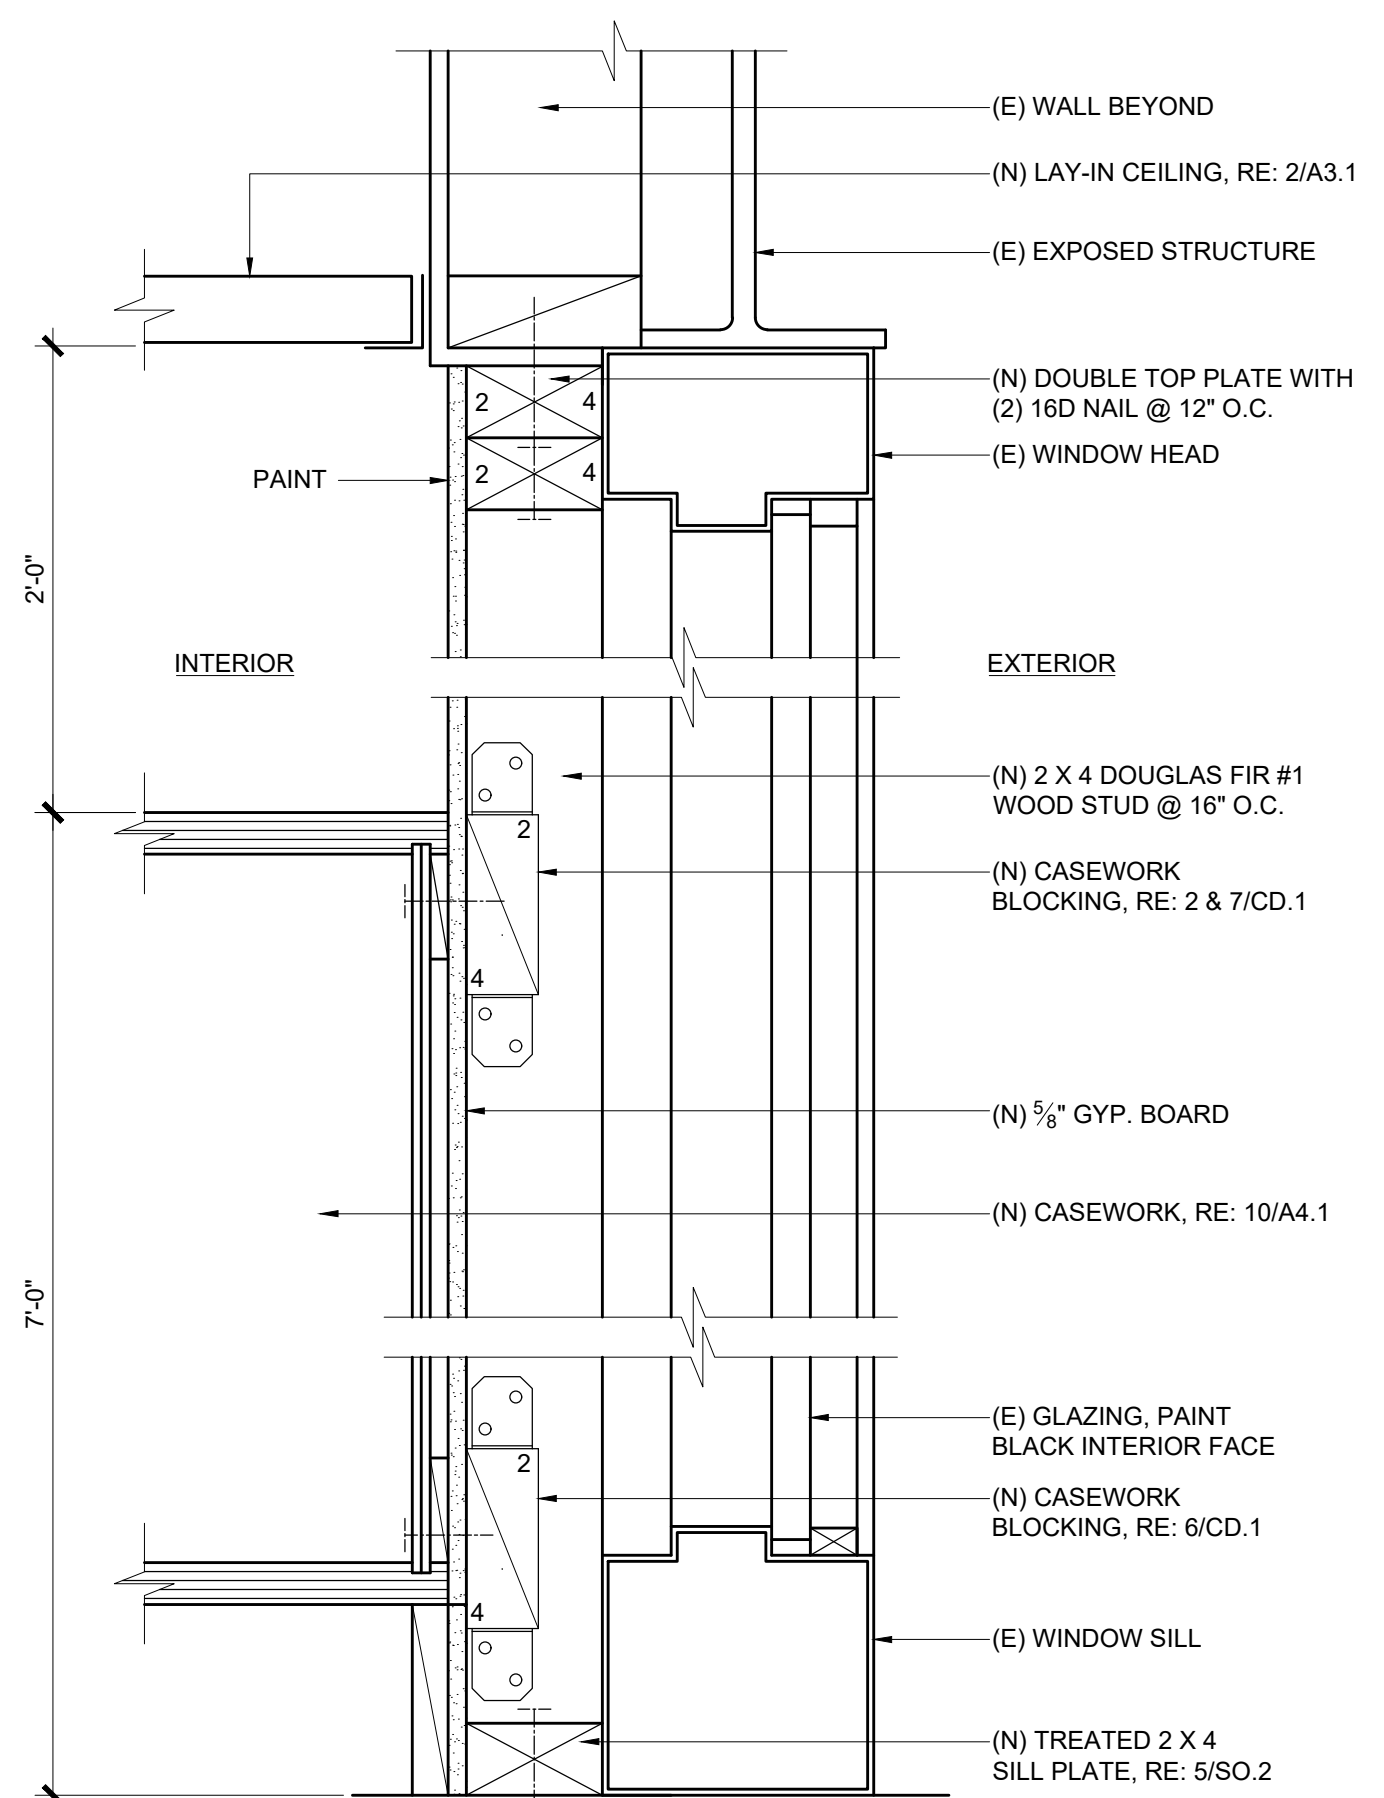 (E) WALL BEYOND
(N) LAY-IN CEILING, RE: 2/A3.1
(E) EXPOSED STRUCTURE
(N) DOUBLE TOP PLATE WITH
(2) 16D NAIL @ 12" O.C.
2 4
(E) WINDOW HEAD
PAINT
2 4
2'-0"
INTERIOR
EXTERIOR
(N) 2 X 4 DOUGLAS FIR #1
WOOD STUD @ 16" O.C.
2
(N) CASEWORK
BLOCKING, RE: 2 & 7/CD.1
4
(N) ⅝" GYP. BOARD
(N) CASEWORK, RE: 10/A4.1
7'-0"
(E) GLAZING, PAINT
BLACK INTERIOR FACE
2
(N) CASEWORK
BLOCKING, RE: 6/CD.1
4
(E) WINDOW SILL
(N) TREATED 2 X 4
SILL PLATE, RE: 5/SO.2